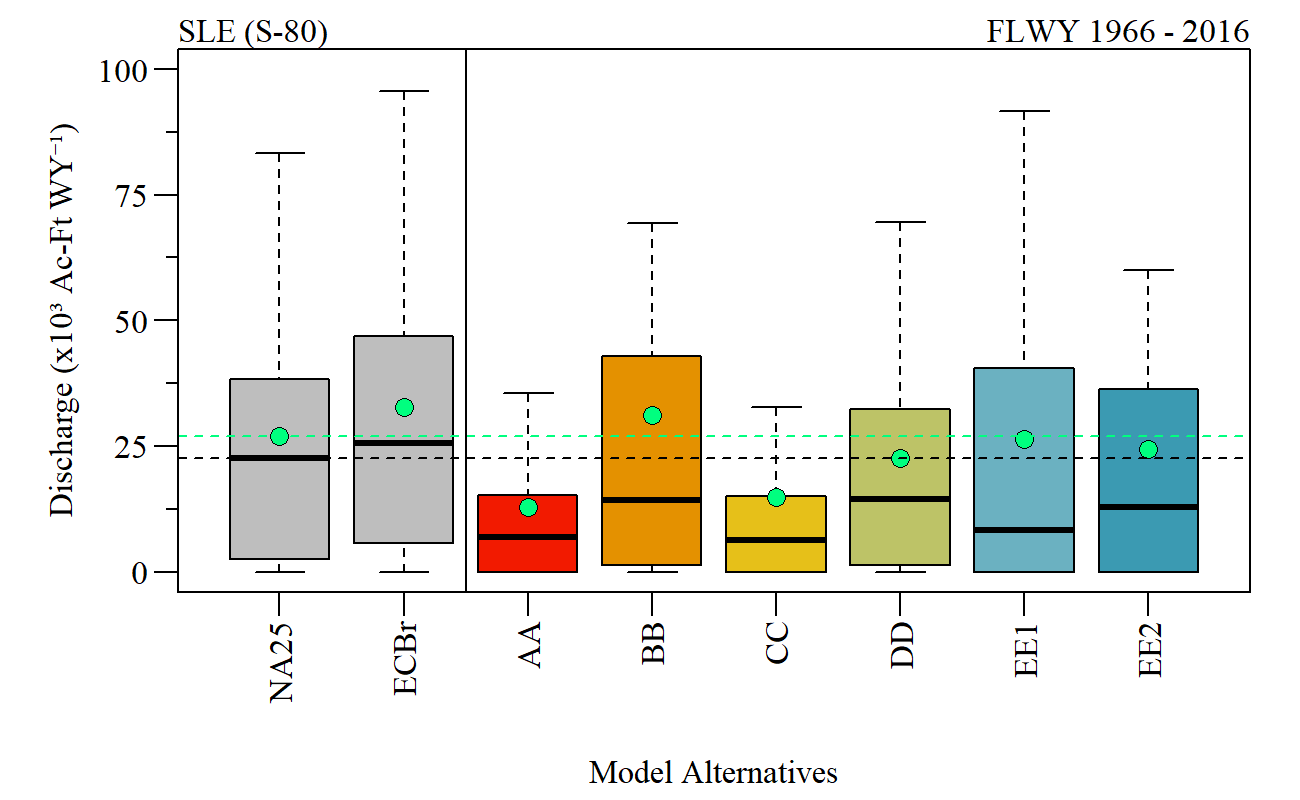 SLE (S-80)
FLWY 1966 - 2016
Discharge (x10³ Ac-Ft WY⁻¹)
100
75
50
25
0
NA25
ECBr
AA
BB
CC
DD
EE1
EE2
Model Alternatives